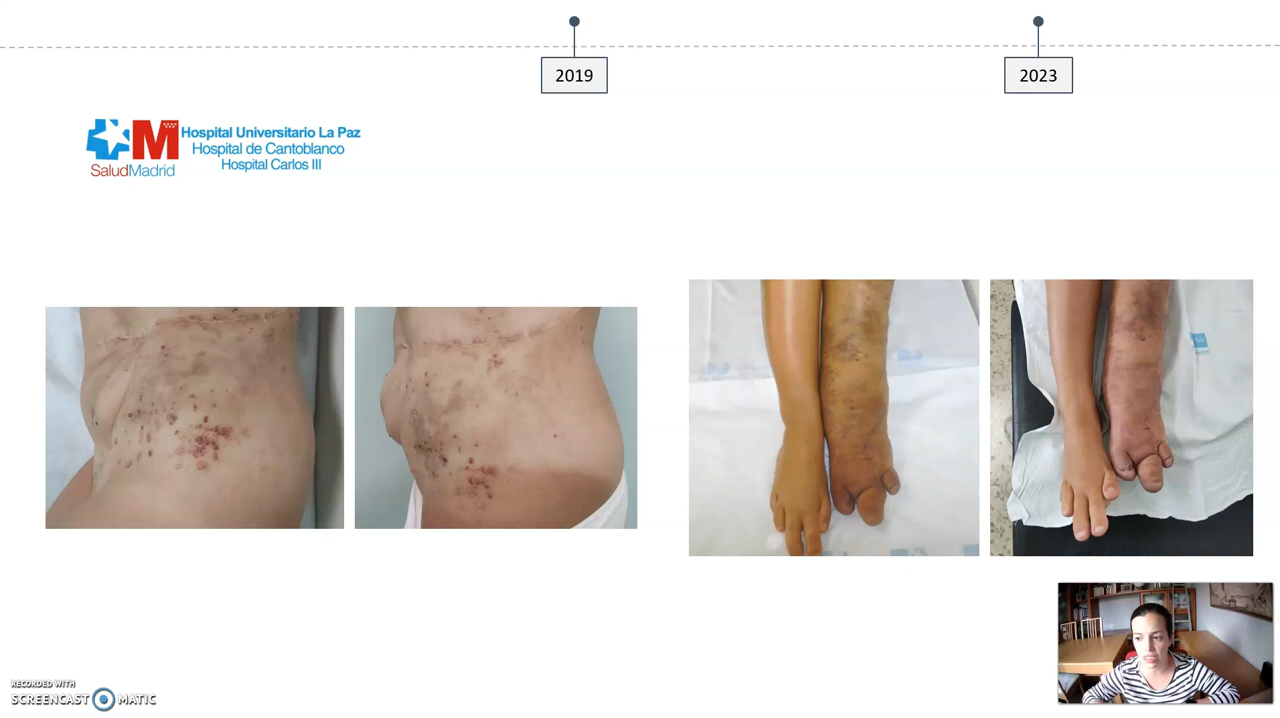 2019
2023
Hospital Universitario La Paz
Hospital de Cantoblanco
Hospital Carlos III
SaludMadrid
RECORDED WITH
SCREENCAST MATIC